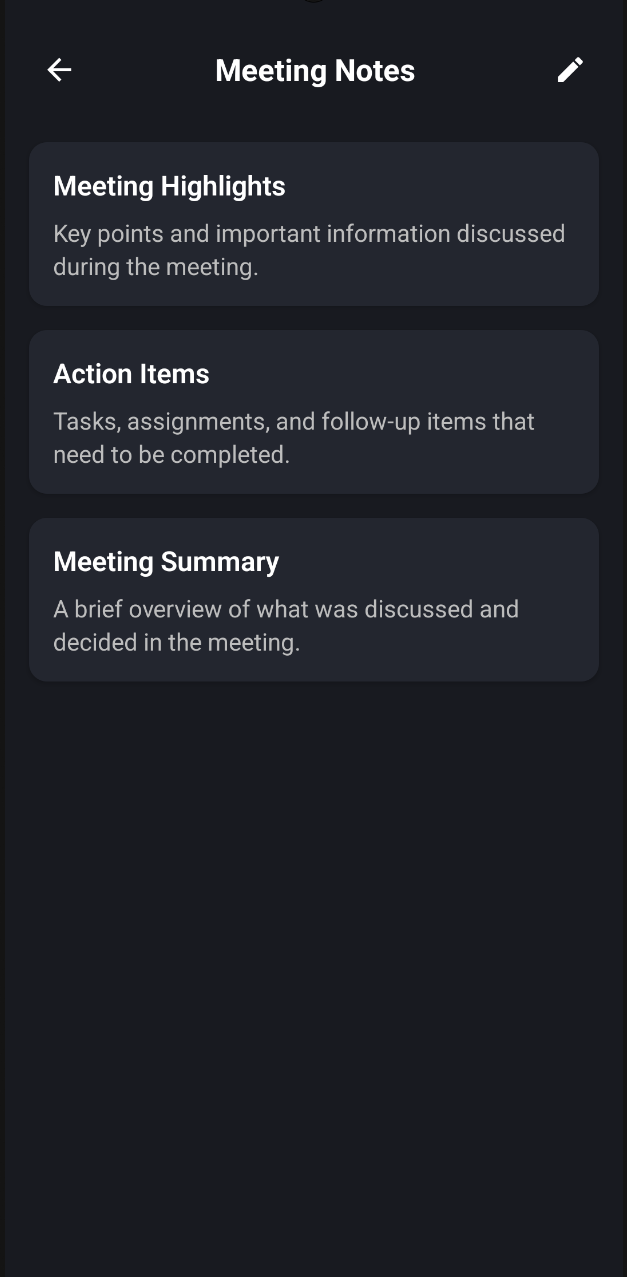 Meeting Notes
Meeting Highlights
Key points and important information discussed
during the meeting.
Action Items
Tasks, assignments, and follow-up items that
need to be completed.
Meeting Summary
A brief overview of what was discussed and
decided in the meeting.